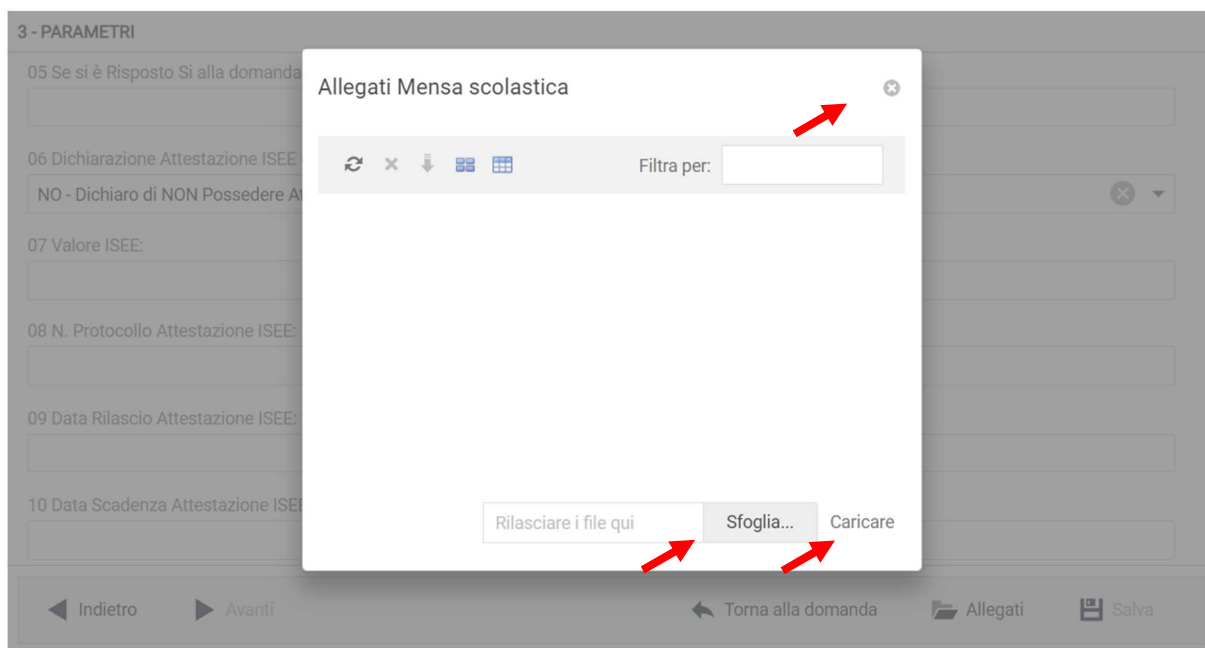 3 - PARAMETRI
05 Se si è Risposto Si alla domanda
Allegati Mensa scolastica
Filtra per:
06 Dichiarazione Attestazione ISEE
NO - Dichiaro di NON Possedere At
07 Valore ISEE:
08 N. Protocollo Attestazione ISEE:
09 Data Rilascio Attestazione ISEE:
10 Data Scadenza Attestazione ISEE
Rilasciare i file qui Sfoglia... Caricare
Indietro Avanti Torna alla domanda Allegati Salva